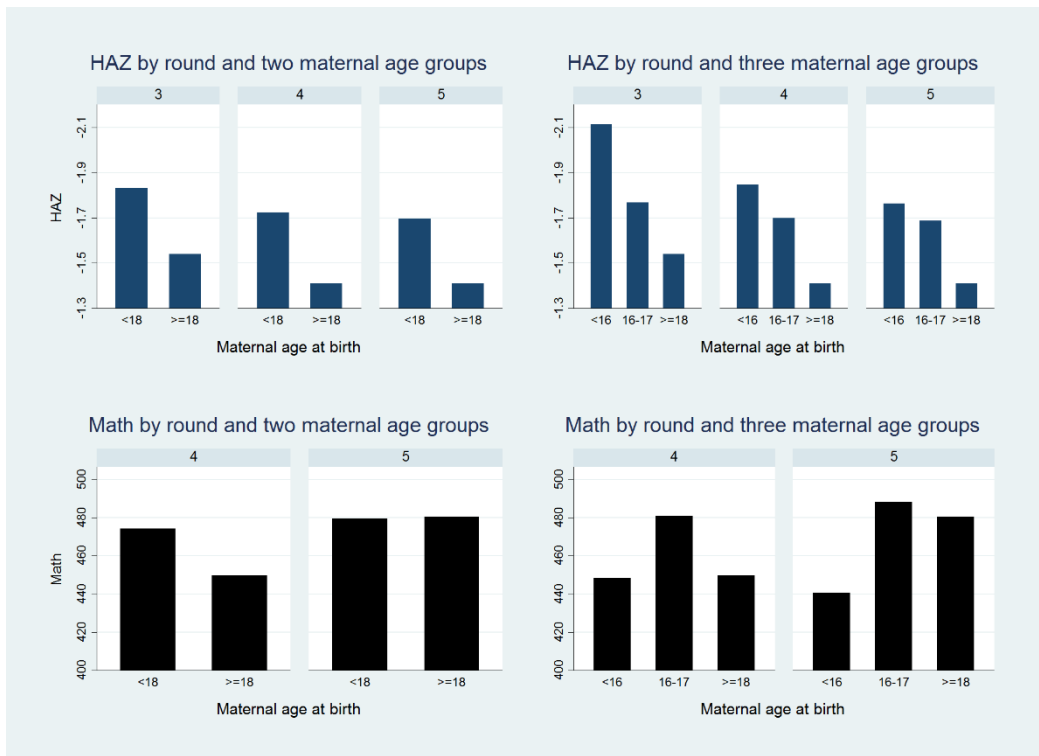 HAZ by round and two maternal age groups
3 4 5
HAZ
-2.1
-1.9
-1.7
-1.5
-1.3
<18 >=18 <18 >=18 <18 >=18
Maternal age at birth
HAZ by round and three maternal age groups
3 4 5
-2.1
-1.9
-1.7
-1.5
-1.3
<16 16-17 >=18 <16 16-17 >=18 <16 16-17 >=18
Maternal age at birth
Math by round and two maternal age groups
4 5
Math
500
480
460
440
420
400
<18 >=18 <18 >=18
Maternal age at birth
Math by round and three maternal age groups
4 5
500
480
460
440
420
400
<16 16-17 >=18 <16 16-17 >=18
Maternal age at birth